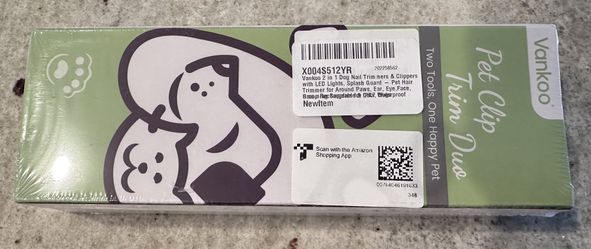 X004S512YR
Vankoo 2 in 1 Dog Nail Trimmers & Clippers
with LED Lights, Splash Guard – Pet Hair
Trimmer for Around Paws, Ear, Eye,Face,
NewItem
Scan with the Amazon
Shopping App
Vankoo
Pet Clip
Trim Duo
Two Tools, One Happy Pet